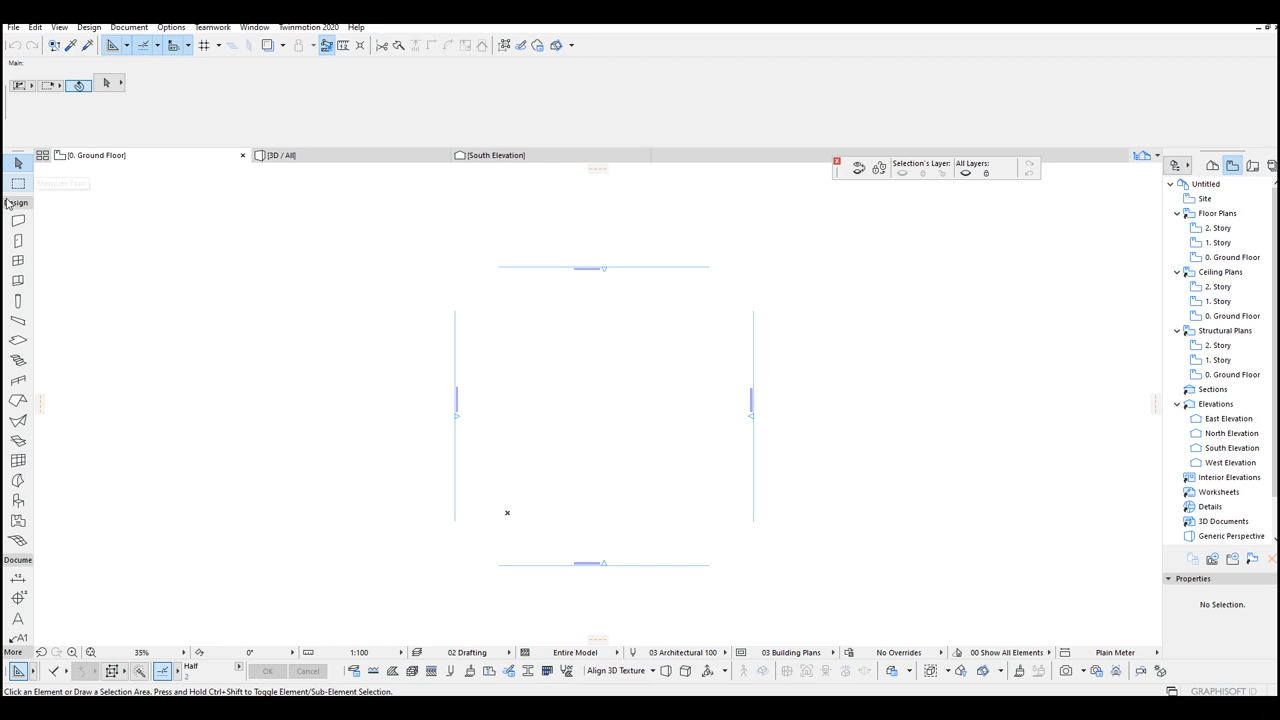 File Edit View Design Document Options Teamwork Window Twinmotion 2020 Help
Main:
[0. Ground Floor]
[3D / All]
[South Elevation]
Selection's Layer:
All Layers:
Marquee Tool
Untitled
Site
Floor Plans
2. Story
1. Story
0. Ground Floor
Ceiling Plans
2. Story
1. Story
0. Ground Floor
Structural Plans
2. Story
1. Story
0. Ground Floor
Sections
Elevations
East Elevation
North Elevation
South Elevation
West Elevation
Interior Elevations
Worksheets
Details
3D Documents
Generic Perspective
Properties
No Selection.
Docume
A1
More
35%
0°
1:100
02 Drafting
Entire Model
03 Architectural 100
03 Building Plans
No Overrides
00 Show All Elements
Plain Meter
Half
2
OK
Cancel
Align 3D Texture
Click an Element or Draw a Selection Area. Press and Hold Ctrl+Shift to Toggle Element/Sub-Element Selection.
GRAPHISOFT ID